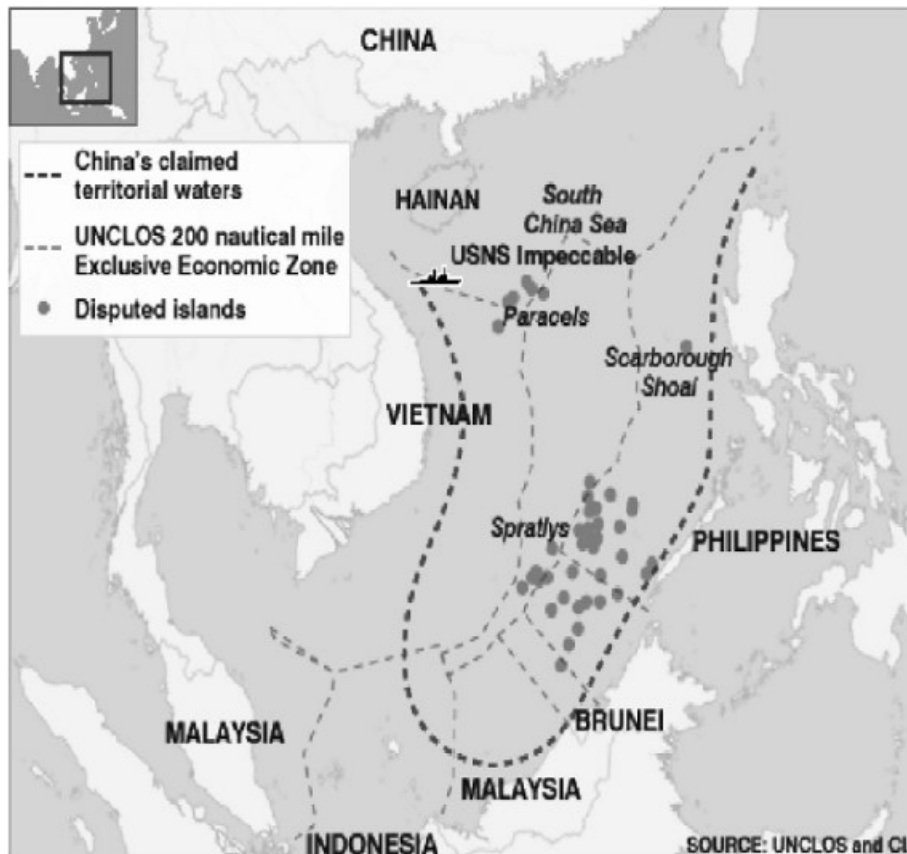 CHINA
China's claimed
territorial waters
UNCLOS 200 nautical mile
Exclusive Economic Zone
Disputed islands
HAINAN
South
China Sea
USNS Impeccable
Paracels
Scarborough
Shoal
VIETNAM
Spratlys
PHILIPPINES
BRUNEI
MALAYSIA
MALAYSIA
INDONESIA
SOURCE: UNCLOS and CI